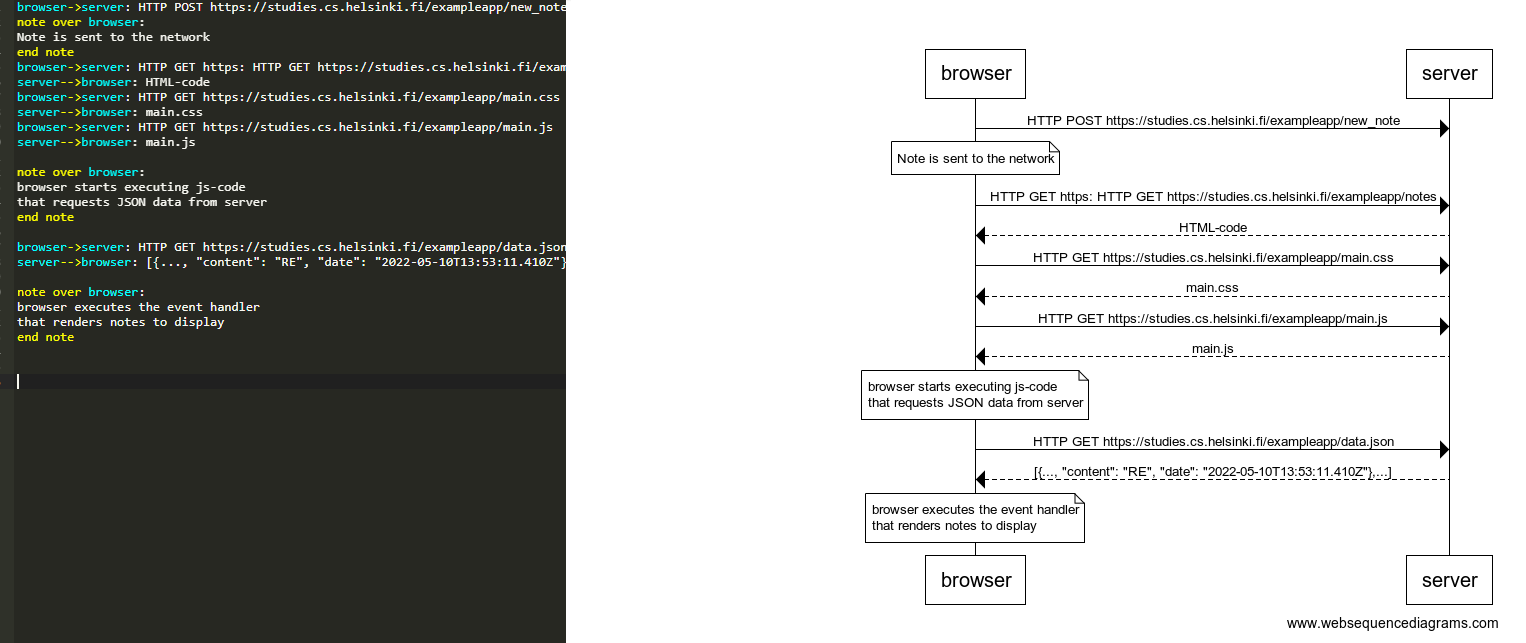 browser->server: HTTP POST https://studies.cs.helsinki.fi/exampleapp/new_note
note over browser:
Note is sent to the network
end note
browser->server: HTTP GET https: HTTP GET https://studies.cs.helsinki.fi/exam
server-->browser: HTML-code
browser->server: HTTP GET https://studies.cs.helsinki.fi/exampleapp/main.css
server-->browser: main.css
browser->server: HTTP GET https://studies.cs.helsinki.fi/exampleapp/main.js
server-->browser: main.js
note over browser:
browser starts executing js-code
that requests JSON data from server
end note
browser->server: HTTP GET https://studies.cs.helsinki.fi/exampleapp/data.json
server-->browser: [{..., "content": "RE", "date": "2022-05-10T13:53:11.410Z"}
note over browser:
browser executes the event handler
that renders notes to display
end note
browser
server
HTTP POST https://studies.cs.helsinki.fi/exampleapp/new_note
Note is sent to the network
HTTP GET https: HTTP GET https://studies.cs.helsinki.fi/exampleapp/notes
HTML-code
HTTP GET https://studies.cs.helsinki.fi/exampleapp/main.css
main.css
HTTP GET https://studies.cs.helsinki.fi/exampleapp/main.js
main.js
browser starts executing js-code
that requests JSON data from server
HTTP GET https://studies.cs.helsinki.fi/exampleapp/data.json
[{..., "content": "RE", "date": "2022-05-10T13:53:11.410Z"},...]
browser executes the event handler
that renders notes to display
browser
server
www.websequencediagrams.com